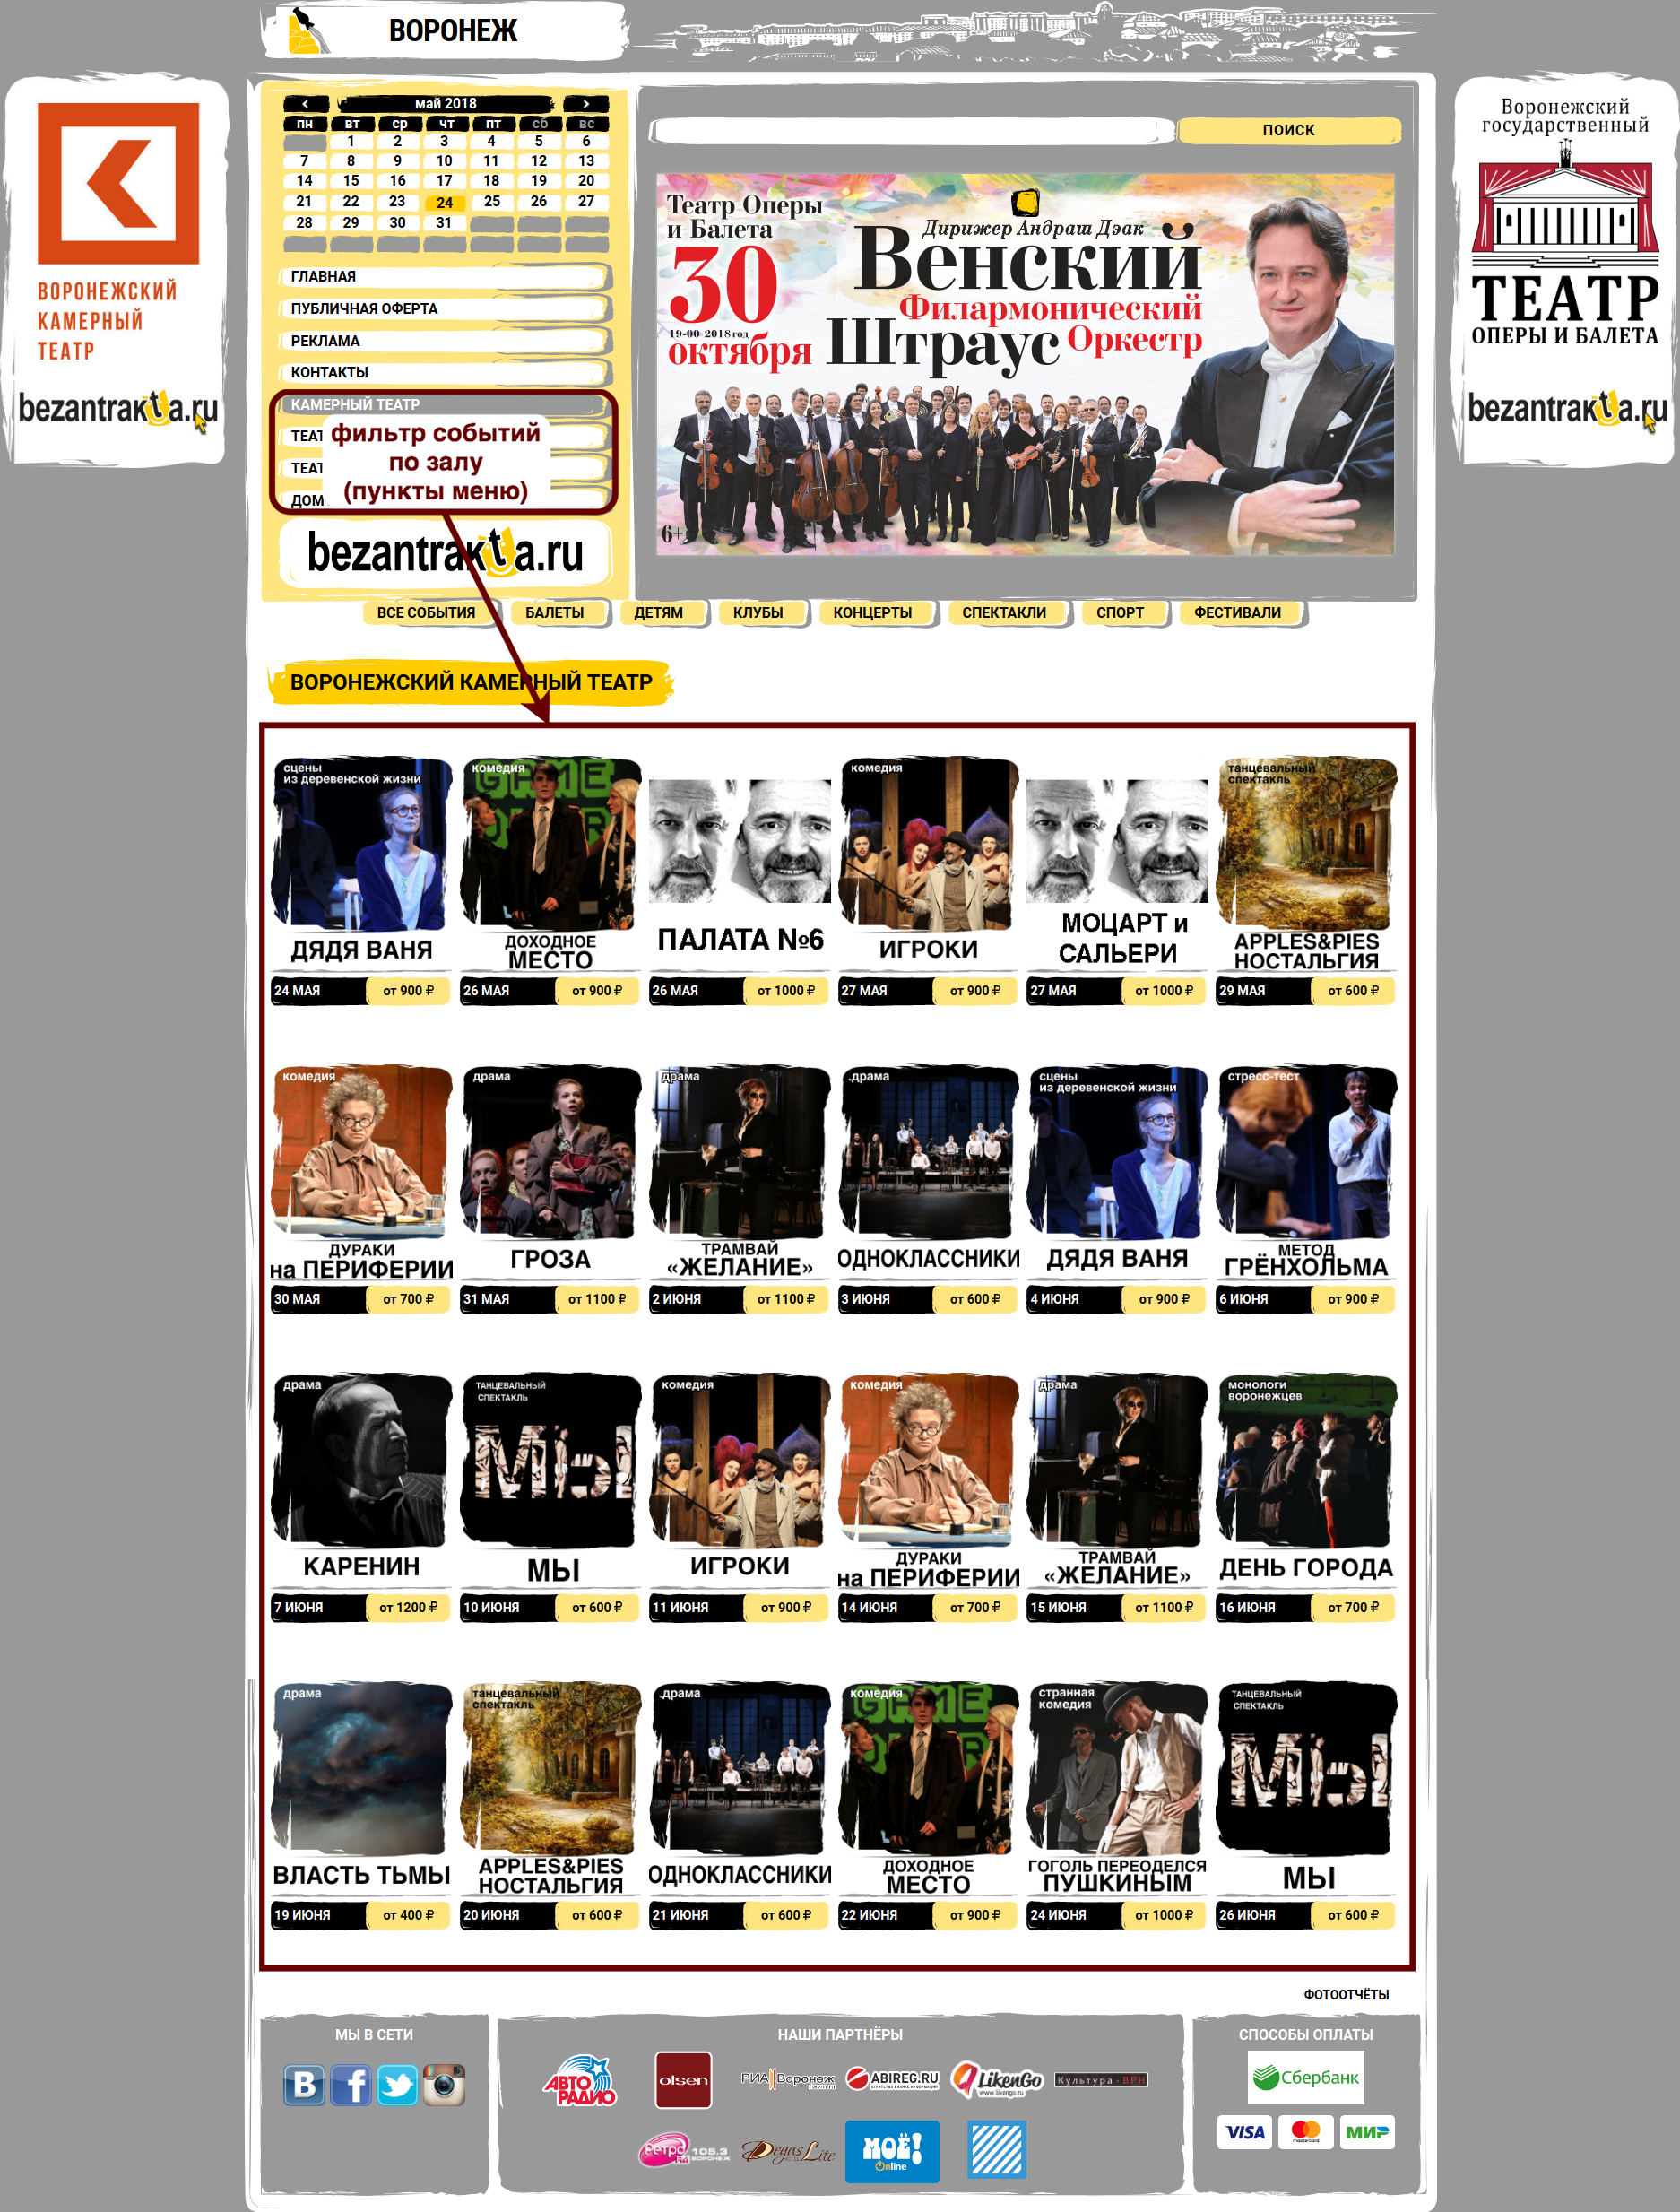 ВОРОНЕЖ
ВОРОНЕЖСКИЙ
КАМЕРНЫЙ
ТЕАТР
bezantrakta.ru
май 2018
пн вт ср чт пт сб вс
1 2 3 4 5 6
7 8 9 10 11 12 13
14 15 16 17 18 19 20
21 22 23 24 25 26 27
28 29 30 31
ГЛАВНАЯ
ПУБЛИЧНАЯ ОФЕРТА
РЕКЛАМА
КОНТАКТЫ
КАМЕРНЫЙ ТЕАТР
ТЕАТ
ТЕАТ
ДОМ
фильтр событий
по залу
(пункты меню)
bezantrakta.ru
ПОИСК
Театр Оперы
и Балета
30
19-00 2018 год
октября
Дирижер Андраш Дэак
Венский
Филармонический
Штраус Оркестр
6+
Воронежский
государственный
ТЕАТР
ОПЕРЫ И БАЛЕТА
bezantrakta.ru
ВСЕ СОБЫТИЯ БАЛЕТЫ ДЕТЯМ КЛУБЫ КОНЦЕРТЫ СПЕКТАКЛИ СПОРТ ФЕСТИВАЛИ
ВОРОНЕЖСКИЙ КАМЕРНЫЙ ТЕАТР
сцены
из деревенской жизни
ДЯДЯ ВАНЯ
24 МАЯ от 900 ₽
комедия
GAME
ДОХОДНОЕ
МЕСТО
26 МАЯ от 900 ₽
ПАЛАТА №6
26 МАЯ от 1000 ₽
комедия
ИГРОКИ
27 МАЯ от 900 ₽
МОЦАРТ и
САЛЬЕРИ
27 МАЯ от 1000 ₽
танцевальный
спектакль
APPLES&PIES
НОСТАЛЬГИЯ
29 МАЯ от 600 ₽
комедия
ДУРАКИ
на ПЕРИФЕРИИ
30 МАЯ от 700 ₽
драма
ГРОЗА
31 МАЯ от 1100 ₽
драма
ТРАМВАЙ
«ЖЕЛАНИЕ»
2 ИЮНЯ от 1100 ₽
.драма
ОДНОКЛАССНИКИ
3 ИЮНЯ от 600 ₽
сцены
из деревенской жизни
ДЯДЯ ВАНЯ
4 ИЮНЯ от 900 ₽
стресс-тест
МЕТОД
ГРЁНХОЛЬМА
6 ИЮНЯ от 900 ₽
драма
КАРЕНИН
7 ИЮНЯ от 1200 ₽
ТАНЦЕВАЛЬНЫЙ
СПЕКТАКЛЬ
МЫ
МЫ
10 ИЮНЯ от 600 ₽
комедия
ИГРОКИ
11 ИЮНЯ от 900 ₽
комедия
ДУРАКИ
на ПЕРИФЕРИИ
14 ИЮНЯ от 700 ₽
драма
ТРАМВАЙ
«ЖЕЛАНИЕ»
15 ИЮНЯ от 1100 ₽
монологи
воронежцев
ДЕНЬ ГОРОДА
16 ИЮНЯ от 700 ₽
драма
ВЛАСТЬ ТЬМЫ
19 ИЮНЯ от 400 ₽
танцевальный
спектакль
APPLES&PIES
НОСТАЛЬГИЯ
20 ИЮНЯ от 600 ₽
.драма
ОДНОКЛАССНИКИ
21 ИЮНЯ от 600 ₽
комедия
GAME
ДОХОДНОЕ
МЕСТО
22 ИЮНЯ от 900 ₽
странная
комедия
ГОГОЛЬ ПЕРЕОДЕЛСЯ
ПУШКИНЫМ
24 ИЮНЯ от 1000 ₽
ТАНЦЕВАЛЬНЫЙ
СПЕКТАКЛЬ
МЫ
МЫ
26 ИЮНЯ от 600 ₽
ФОТООТЧЁТЫ
МЫ В СЕТИ
НАШИ ПАРТНЁРЫ
АВТО
РАДИО
olsen
РИА Воронеж
ABIREG.RU
LikenGo
www.likengo.ru
Культура-ВРН
Ретро
FM
105.3
ВОРОНЕЖ
Degas Lite
МОЁ!
Online
СПОСОБЫ ОПЛАТЫ
Сбербанк
VISA
mastercard
МИР